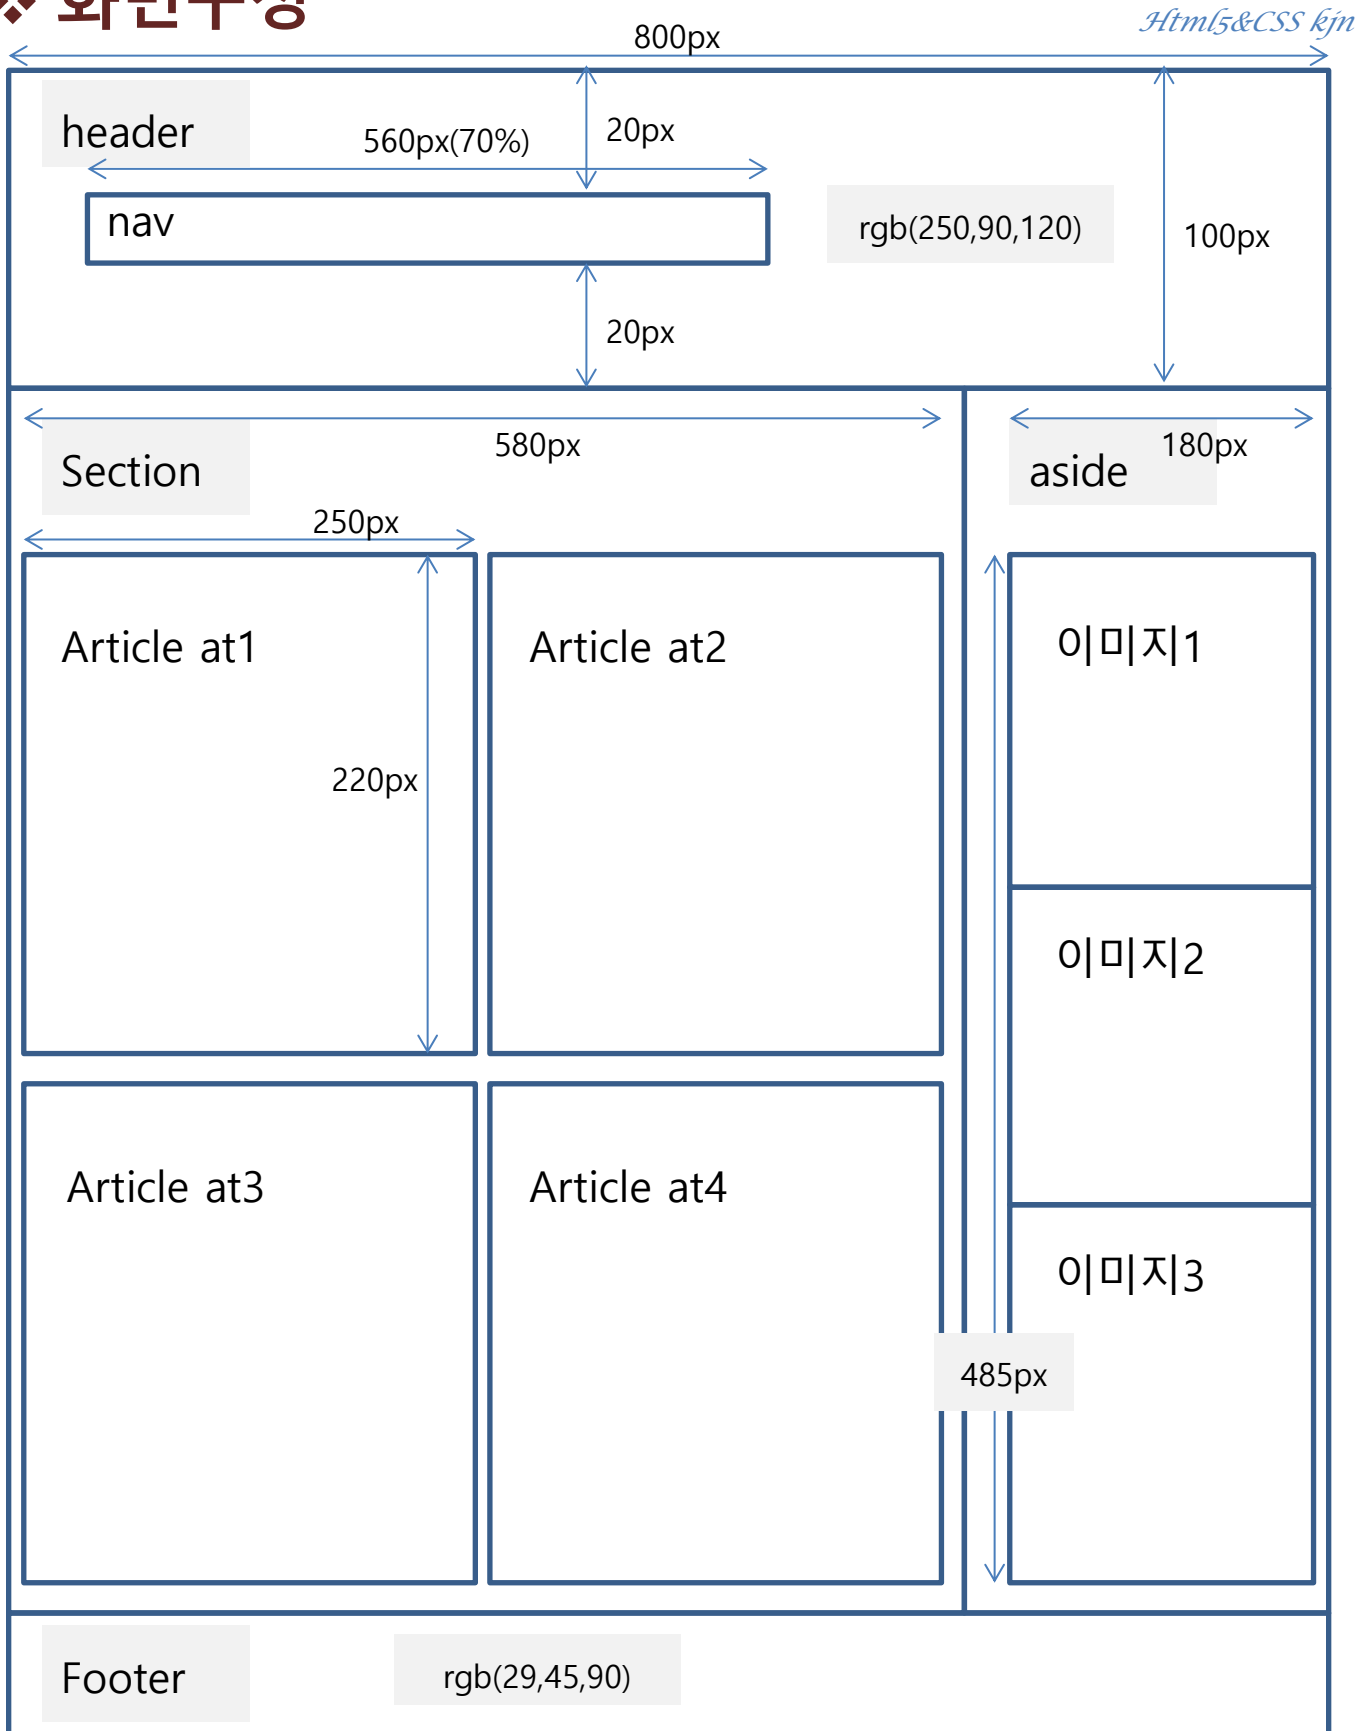 Html5&CSS kjn
800px
header
560px(70%)
20px
nav
rgb(250,90,120)
100px
20px
580px
180px
Section
aside
250px
Article at1
Article at2
이미지1
220px
이미지2
Article at3
Article at4
이미지3
485px
Footer
rgb(29,45,90)